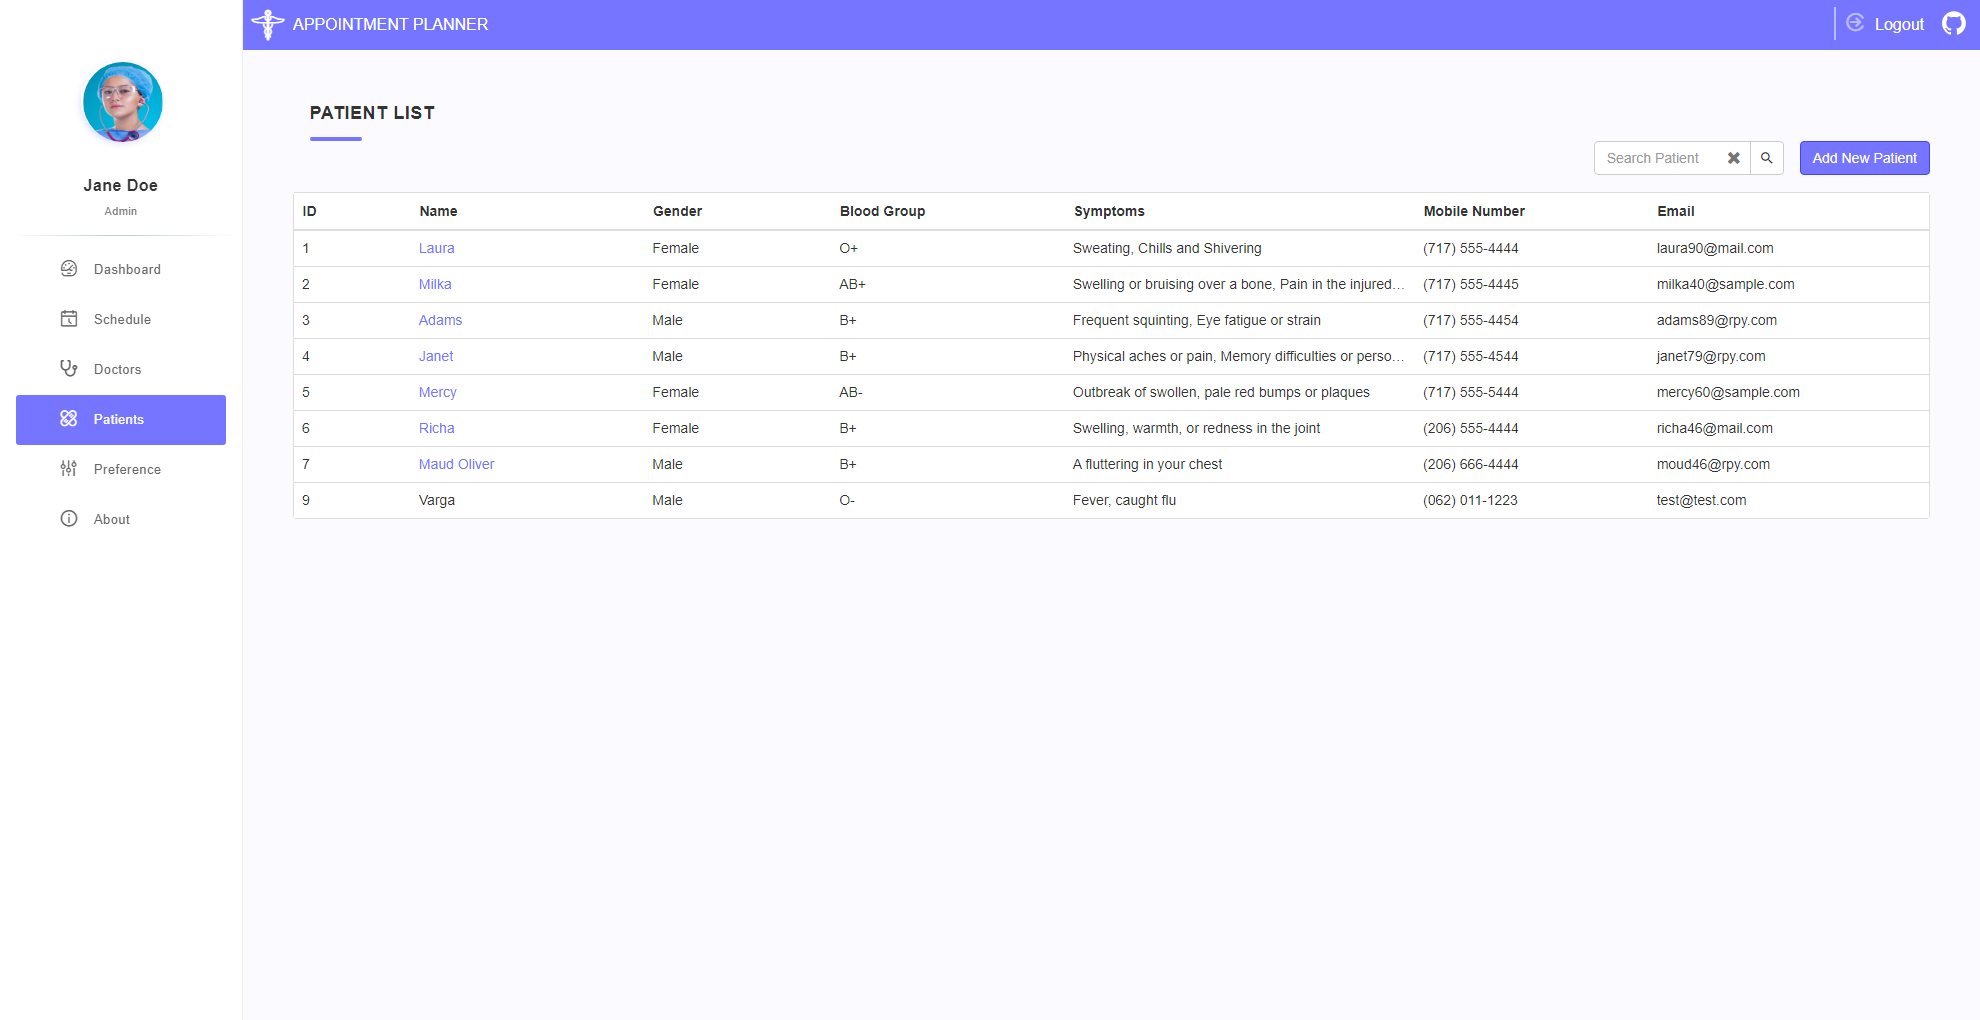 APPOINTMENT PLANNER
Logout
Jane Doe
Admin
Dashboard
Schedule
Doctors
Patients
Preference
About
PATIENT LIST
Search Patient
Add New Patient
ID Name Gender Blood Group Symptoms Mobile Number Email
1 Laura Female O+ Sweating, Chills and Shivering (717) 555-4444 laura90@mail.com
2 Milka Female AB+ Swelling or bruising over a bone, Pain in the injured... (717) 555-4445 milka40@sample.com
3 Adams Male B+ Frequent squinting, Eye fatigue or strain (717) 555-4454 adams89@rpy.com
4 Janet Male B+ Physical aches or pain, Memory difficulties or perso... (717) 555-4544 janet79@rpy.com
5 Mercy Female AB- Outbreak of swollen, pale red bumps or plaques (717) 555-5444 mercy60@sample.com
6 Richa Female B+ Swelling, warmth, or redness in the joint (206) 555-4444 richa46@mail.com
7 Maud Oliver Male B+ A fluttering in your chest (206) 666-4444 moud46@rpy.com
9 Varga Male O- Fever, caught flu (062) 011-1223 test@test.com